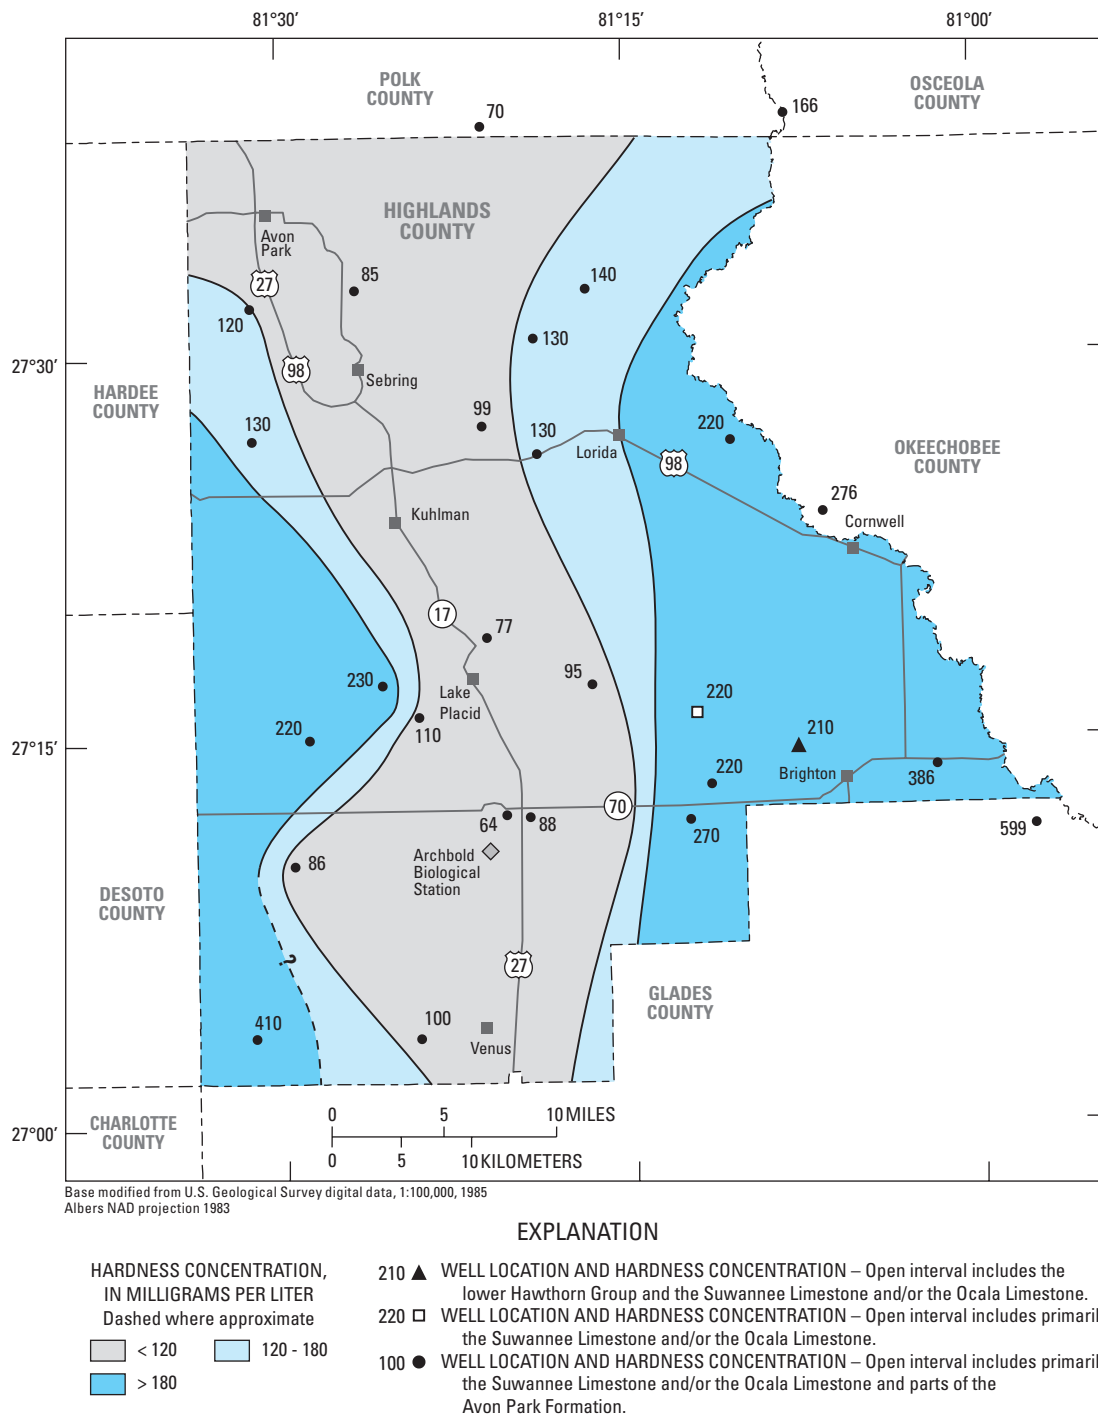 81°30'
81°15'
81°00'
POLK
COUNTY
OSCEOLA
COUNTY
70
166
HIGHLANDS
COUNTY
Avon
Park
27
85
140
120
130
27°30'
98
Sebring
HARDEE
COUNTY
99
130
130
Lorida
220
98
OKEECHOBEE
COUNTY
276
Kuhlman
Cornwell
17
77
230
Lake
Placid
95
220
110
220
210
27°15'
220
Brighton
386
64
88
70
270
599
86
Archbold
Biological
Station
DESOTO
COUNTY
?
27
GLADES
COUNTY
410
100
Venus
CHARLOTTE
COUNTY
27°00'
0 5 10 MILES
0 5 10 KILOMETERS
Base modified from U.S. Geological Survey digital data, 1:100,000, 1985
Albers NAD projection 1983
EXPLANATION
HARDNESS CONCENTRATION,
IN MILLIGRAMS PER LITER
Dashed where approximate
< 120
120 - 180
> 180
210 WELL LOCATION AND HARDNESS CONCENTRATION – Open interval includes the
lower Hawthorn Group and the Suwannee Limestone and/or the Ocala Limestone.
220 WELL LOCATION AND HARDNESS CONCENTRATION – Open interval includes primaril
the Suwannee Limestone and/or the Ocala Limestone.
100 WELL LOCATION AND HARDNESS CONCENTRATION – Open interval includes primaril
the Suwannee Limestone and/or the Ocala Limestone and parts of the
Avon Park Formation.